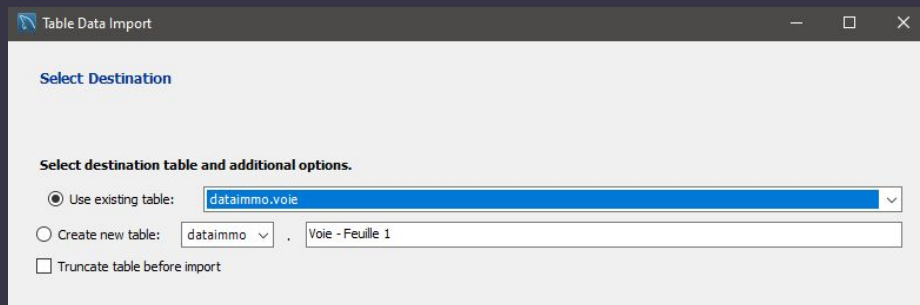 Table Data Import
Select Destination
Select destination table and additional options.
Use existing table: dataimmo.voie
Create new table: dataimmo . Voie - Feuille 1
Truncate table before import